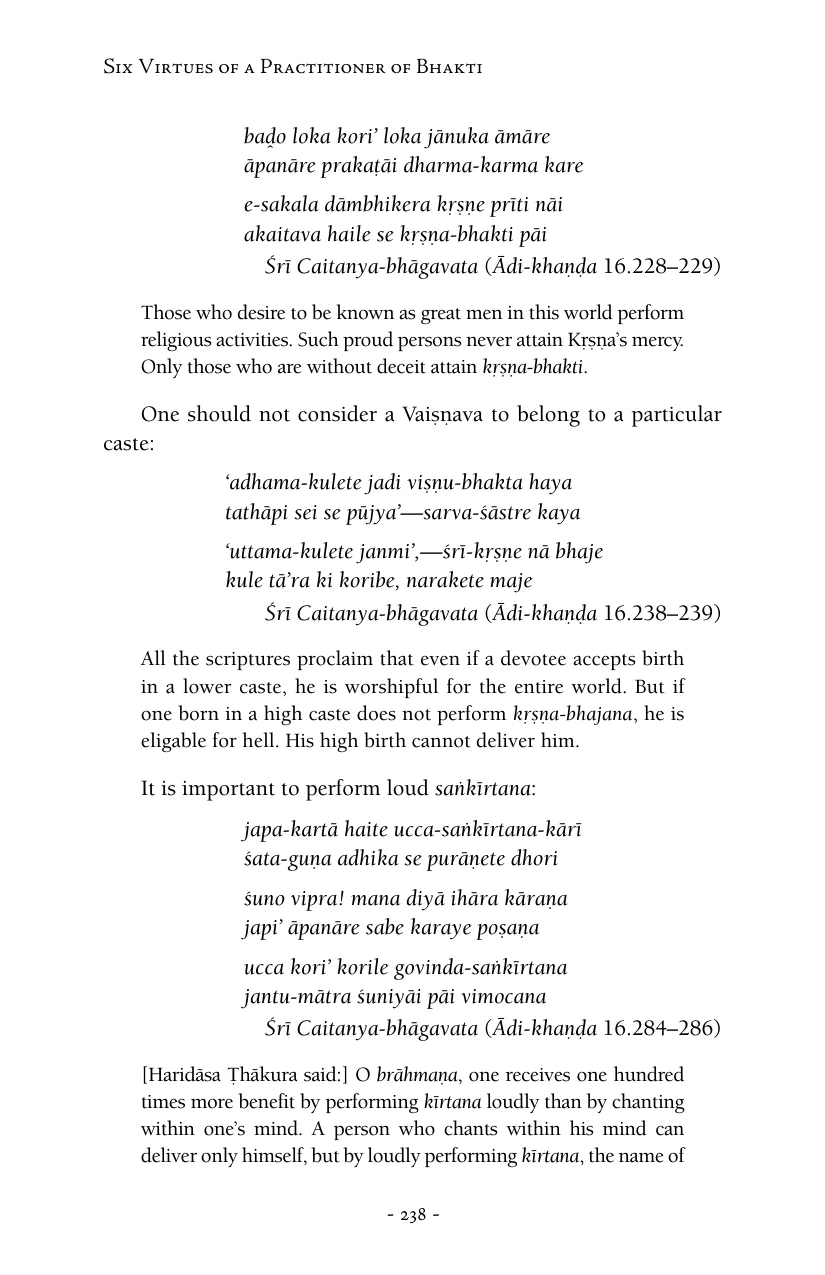 Six Virtues of a Practitioner of Bhakti
baḓo loka kori’ loka jānuka āmāre
āpanāre prakaṭāi dharma-karma kare
e-sakala dāmbhikera kṛṣṇe prīti nāi
akaitava haile se kṛṣṇa-bhakti pāi
Śrī Caitanya-bhāgavata (Ādi-khaṇḍa 16.228–229)
Those who desire to be known as great men in this world perform
religious activities. Such proud persons never attain Kṛṣṇa’s mercy.
Only those who are without deceit attain kṛṣṇa-bhakti.
One should not consider a Vaiṣṇava to belong to a particular
caste:
‘adhama-kulete jadi viṣṇu-bhakta haya
tathāpi sei se pūjya’—sarva-śāstre kaya
‘uttama-kulete janmi’,—śrī-kṛṣṇe nā bhaje
kule tā’ra ki koribe, narakete maje
Śrī Caitanya-bhāgavata (Ādi-khaṇḍa 16.238–239)
All the scriptures proclaim that even if a devotee accepts birth
in a lower caste, he is worshipful for the entire world. But if
one born in a high caste does not perform kṛṣṇa-bhajana, he is
eligable for hell. His high birth cannot deliver him.
It is important to perform loud saṅkīrtana:
japa-kartā haite ucca-saṅkīrtana-kārī
śata-guṇa adhika se purāṇete dhori
śuno vipra! mana diyā ihāra kāraṇa
japi’ āpanāre sabe karaye poṣaṇa
ucca kori’ korile govinda-saṅkīrtana
jantu-mātra śuniyāi pāi vimocana
Śrī Caitanya-bhāgavata (Ādi-khaṇḍa 16.284–286)
[Haridāsa Ṭhākura said:] O brāhmaṇa, one receives one hundred
times more benefit by performing kīrtana loudly than by chanting
within one’s mind. A person who chants within his mind can
deliver only himself, but by loudly performing kīrtana, the name of
- 238 -